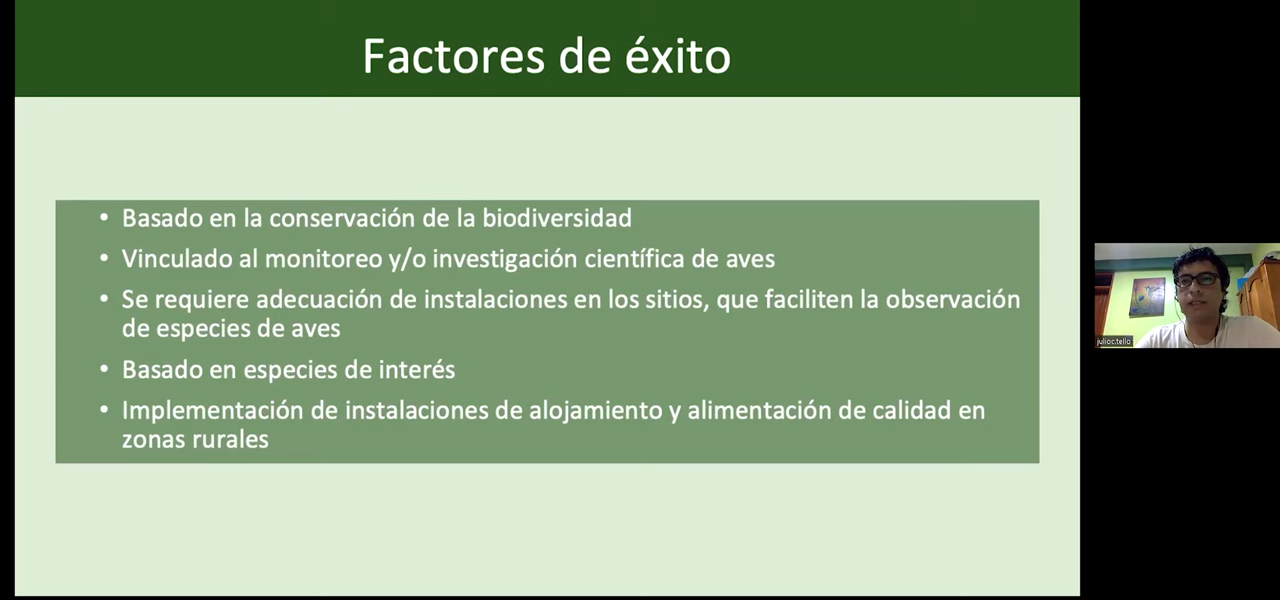 Factores de éxito
• Basado en la conservación de la biodiversidad
• Vinculado al monitoreo y/o investigación científica de aves
• Se requiere adecuación de instalaciones en los sitios, que faciliten la observación
de especies de aves
• Basado en especies de interés
• Implementación de instalaciones de alojamiento y alimentación de calidad en
zonas rurales
julioc.tello